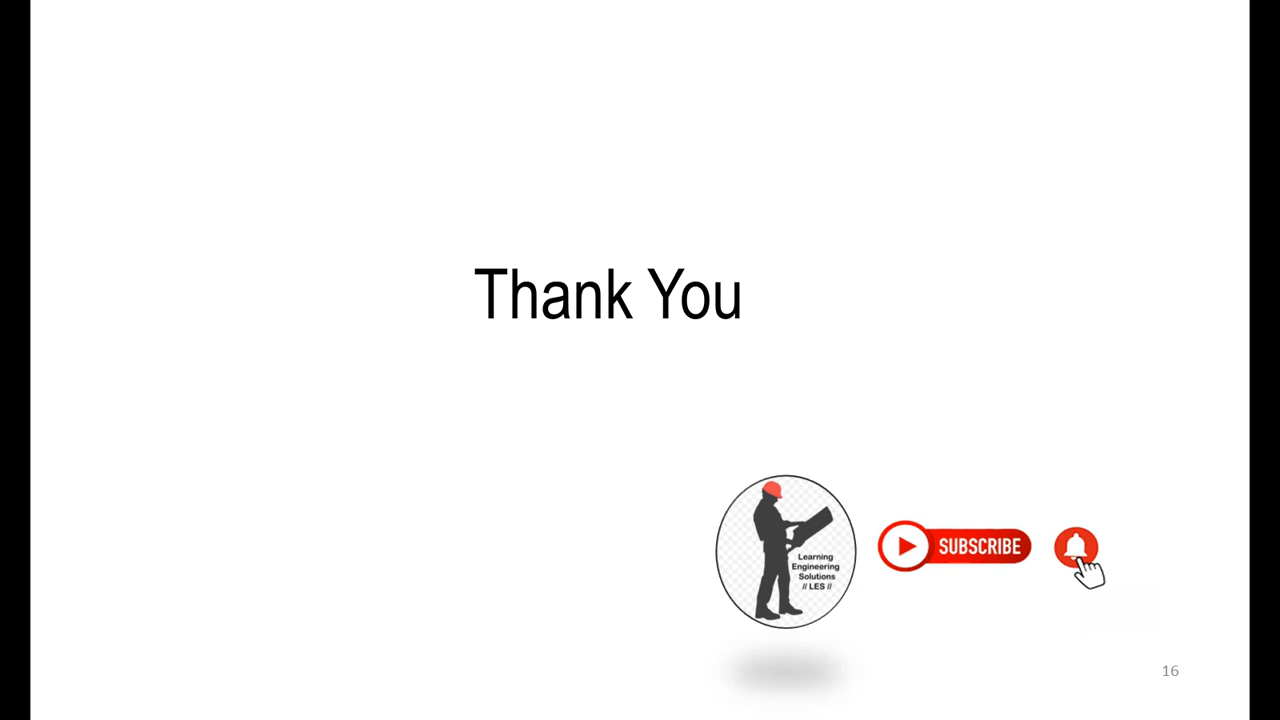 Thank You
Learning
Engineering
Solutions
// LES //
SUBSCRIBE
16